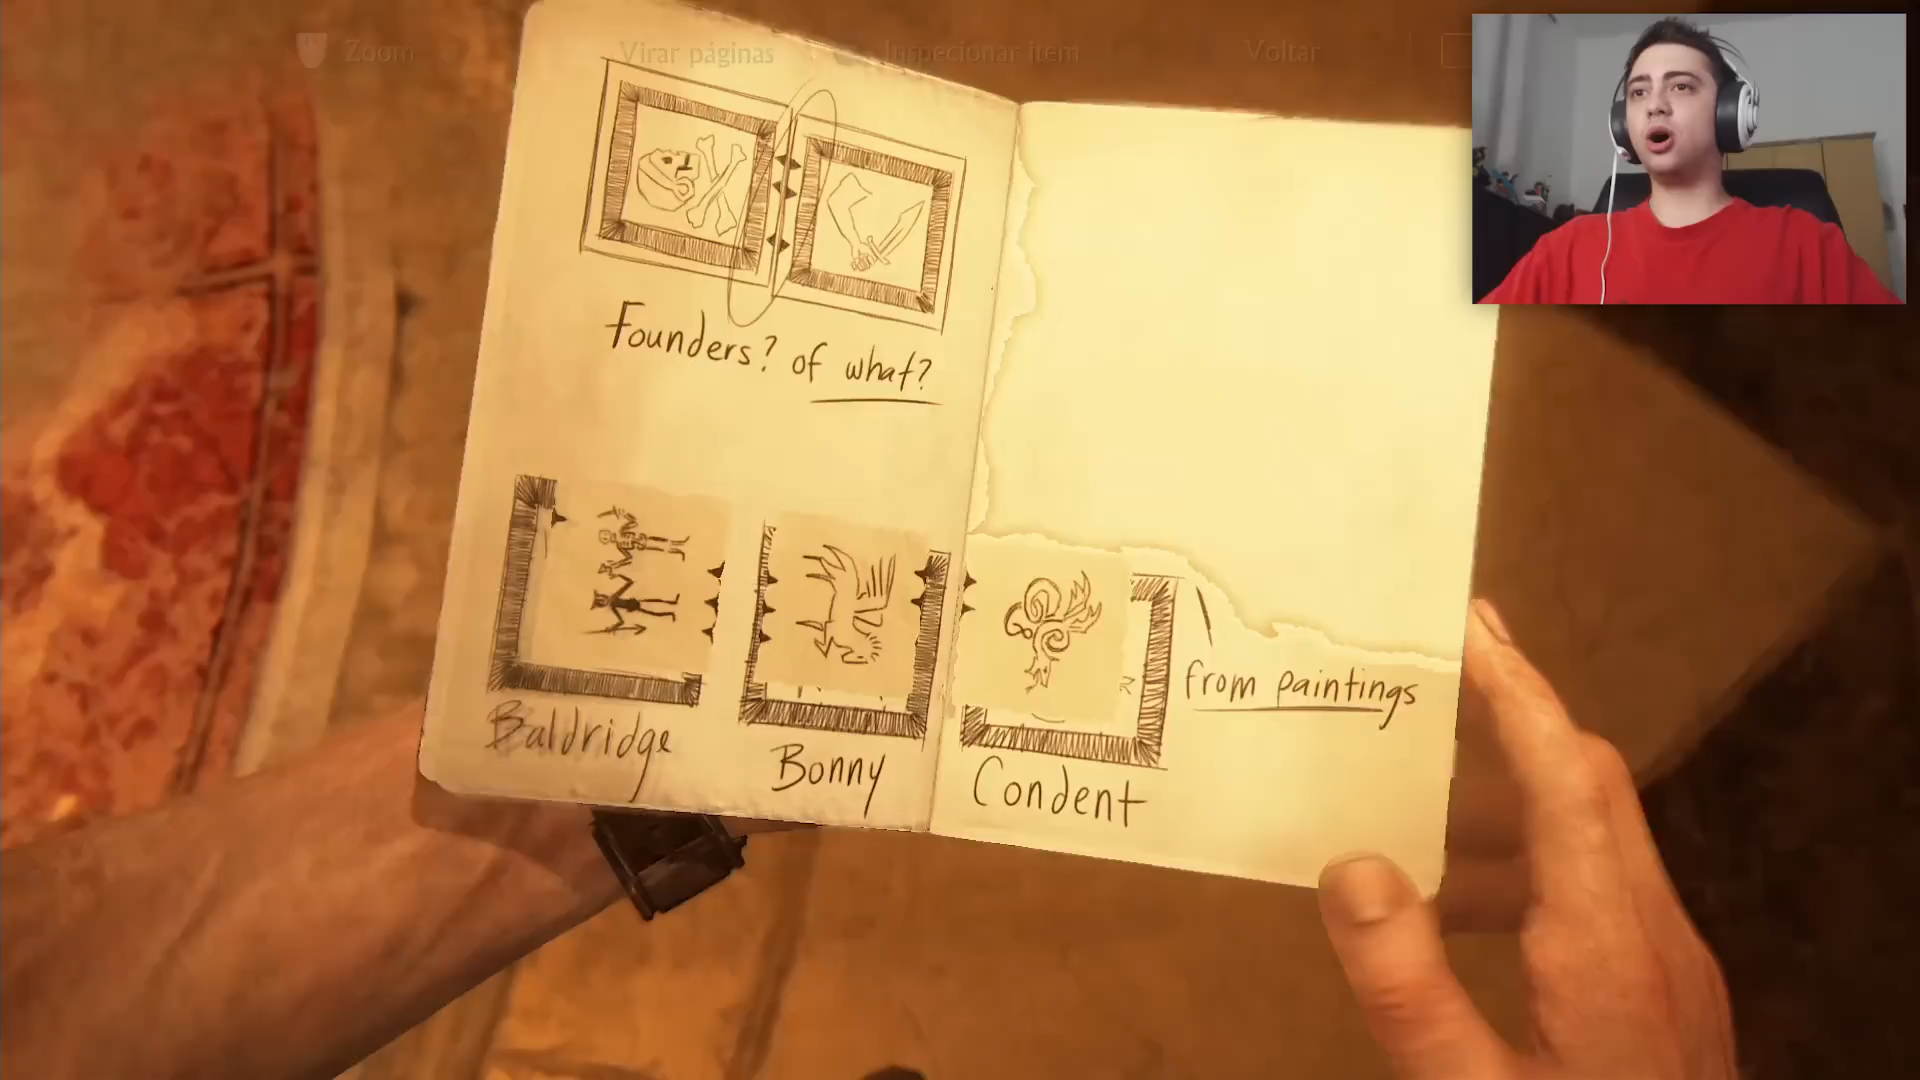 Zoom Virar páginas Inspecionar item Voltar
Founders? of what?
from paintings
Baldridge
Bonny
Condent